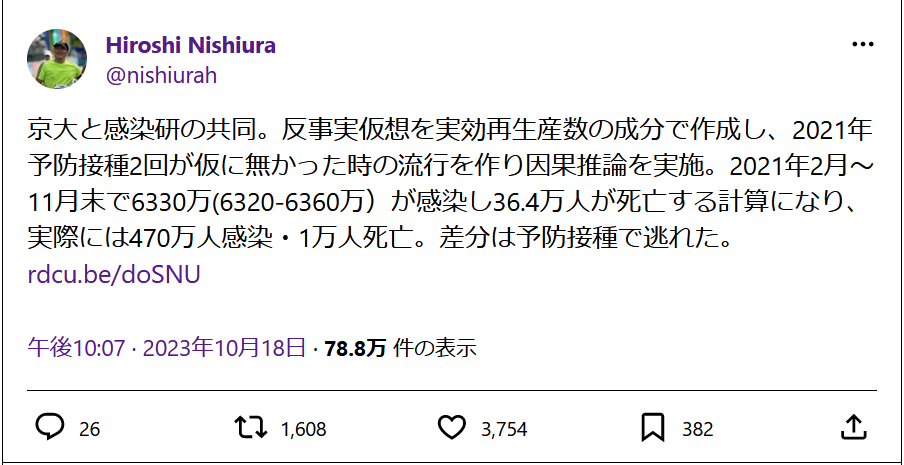 Hiroshi Nishiura
@nishiurah
京大と感染研の共同。反事実仮想を実効再生産数の成分で作成し、2021年
予防接種2回が仮に無かった時の流行を作り因果推論を実施。2021年2月～
11月末で6330万(6320-6360万）が感染し36.4万人が死亡する計算になり、
実際には470万人感染・1万人死亡。差分は予防接種で逃れた。
rdcu.be/doSNU
午後10:07 · 2023年10月18日 · 78.8万 件の表示
26 1,608 3,754 382